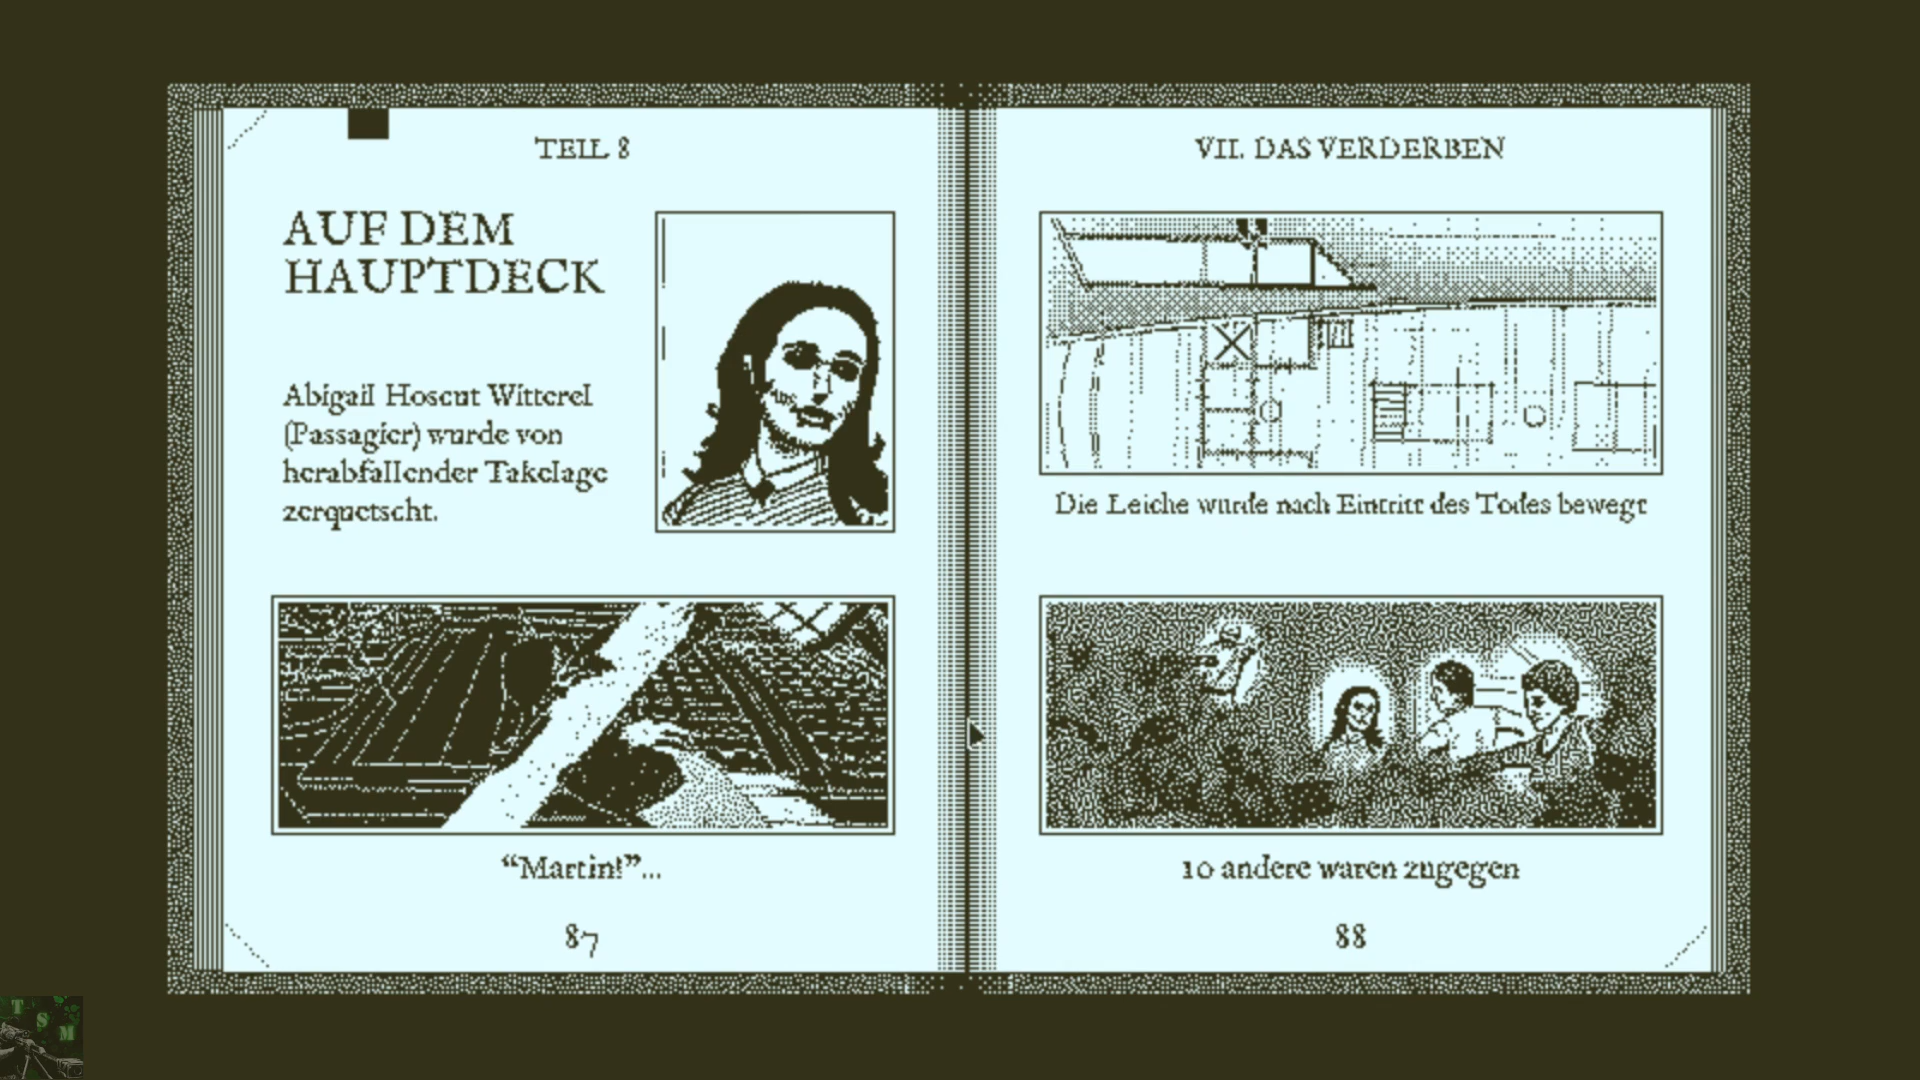 TEIL 8
AUF DEM
HAUPTDECK
Abigail Hoscut Witterel
(Passagier) wurde von
herabfallender Takelage
zerquetscht.
“Martin!”...
87
VII. DAS VERDERBEN
Die Leiche wurde nach Eintritt des Todes bewegt
10 andere waren zugegen
88
T
S
M